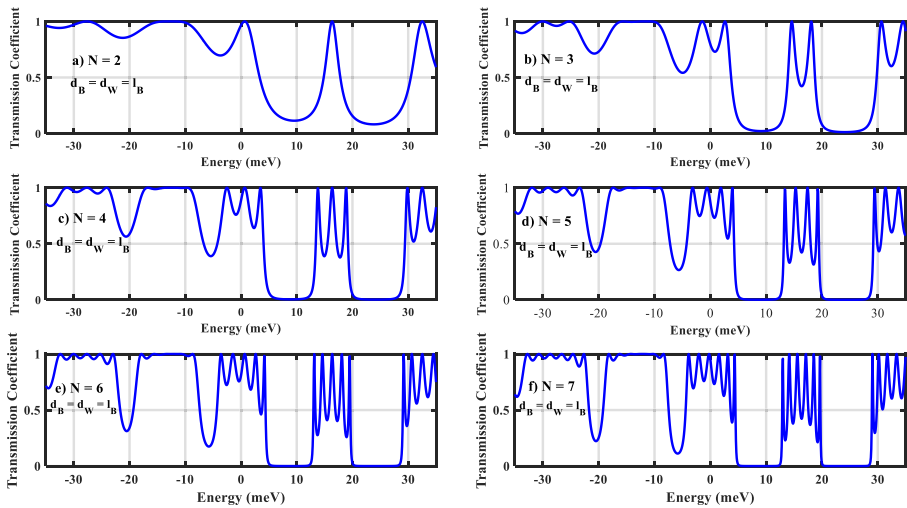 Transmission Coefficient
1
0.5
0
a) N = 2
d_B = d_W = l_B
-30 -20 -10 0 10 20 30
Energy (meV)
Transmission Coefficient
1
0.5
0
b) N = 3
d_B = d_W = l_B
-30 -20 -10 0 10 20 30
Energy (meV)
Transmission Coefficient
1
0.5
0
c) N = 4
d_B = d_W = l_B
-30 -20 -10 0 10 20 30
Energy (meV)
Transmission Coefficient
1
0.5
0
d) N = 5
d_B = d_W = l_B
-30 -20 -10 0 10 20 30
Energy (meV)
Transmission Coefficient
1
0.5
0
e) N = 6
d_B = d_W = l_B
-30 -20 -10 0 10 20 30
Energy (meV)
Transmission Coefficient
1
0.5
0
f) N = 7
d_B = d_W = l_B
-30 -20 -10 0 10 20 30
Energy (meV)